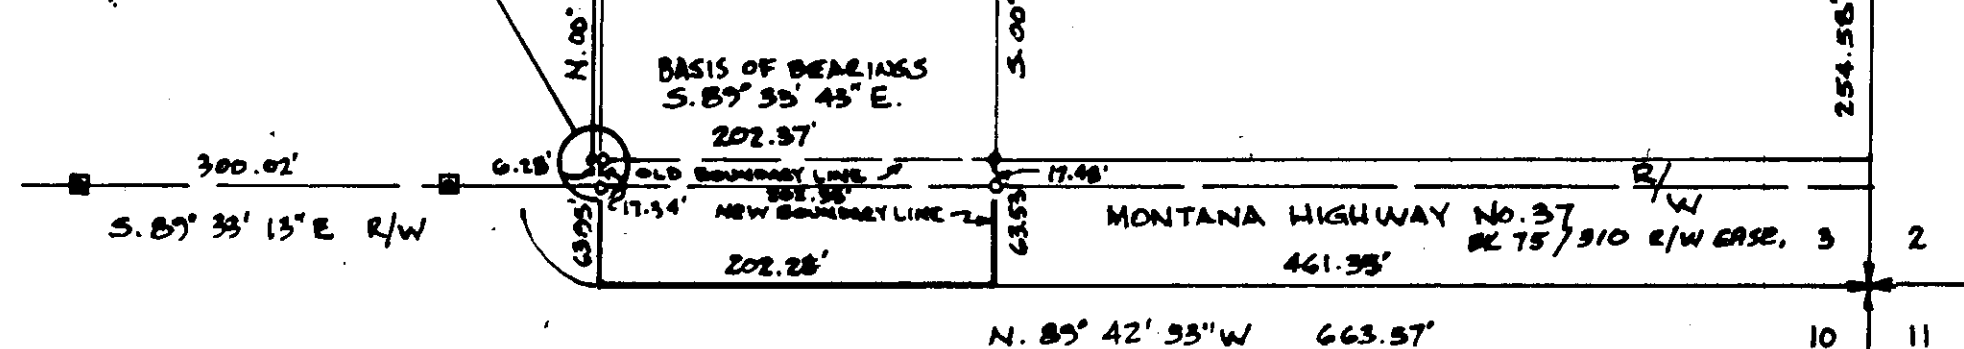 N. 00°
S. 00°
254.58'
BASIS OF BEARINGS
S. 89° 33' 43" E.
202.37'
300.02'
6.28'
OLD BOUNDARY LINE
17.48'
R/W
S. 89° 33' 13" E R/W
63.95'
17.34'
NEW BOUNDARY LINE
63.53'
MONTANA HIGHWAY No. 37
BK 75/310 R/W EASE.
3 2
202.28'
461.35'
N. 89° 42' 33" W 663.57'
10 11